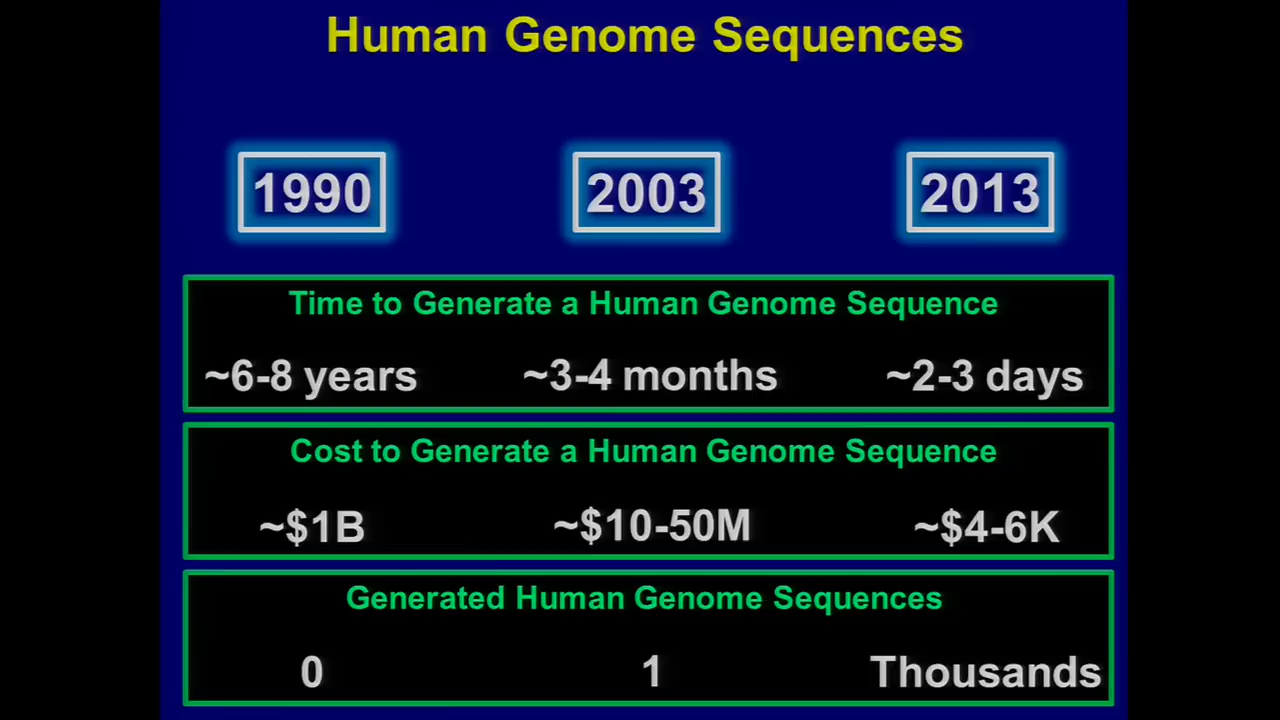 Human Genome Sequences
1990 2003 2013
Time to Generate a Human Genome Sequence
~6-8 years ~3-4 months ~2-3 days
Cost to Generate a Human Genome Sequence
~$1B ~$10-50M ~$4-6K
Generated Human Genome Sequences
0 1 Thousands